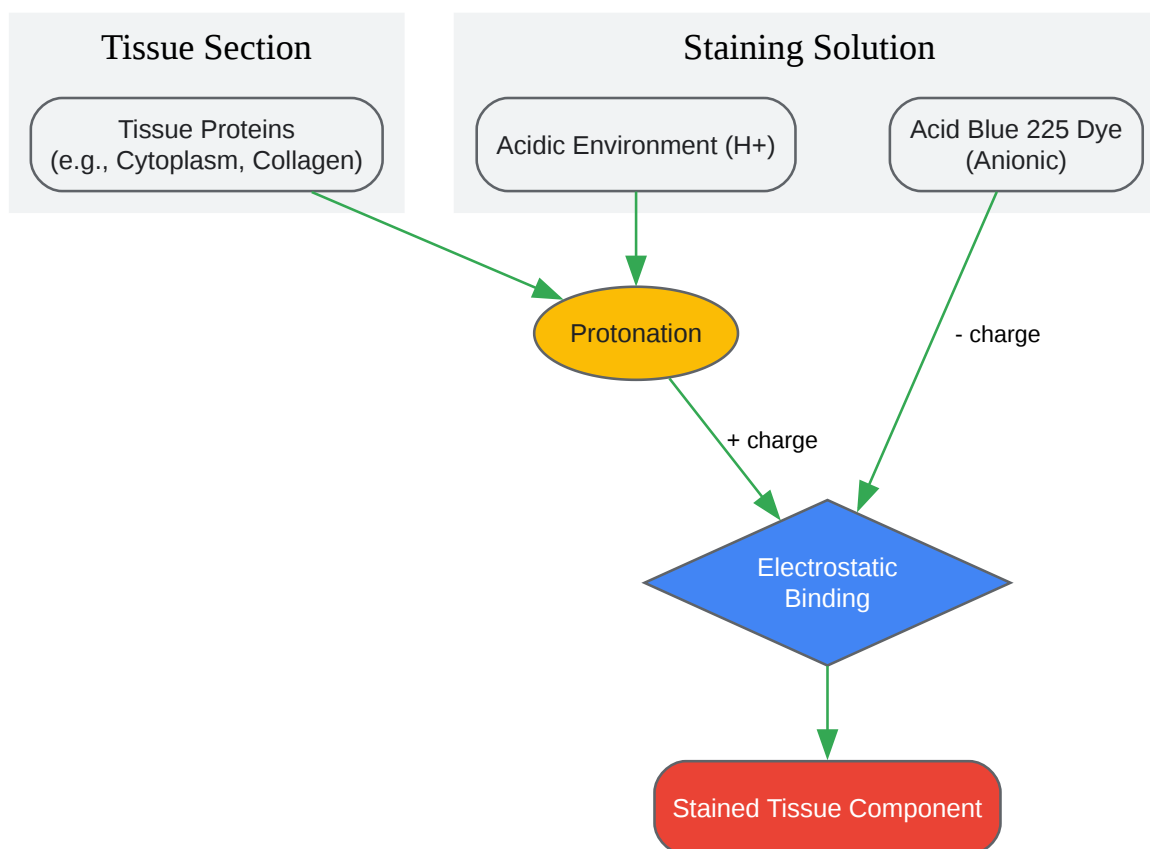 Tissue Section
Staining Solution
Tissue Proteins
(e.g., Cytoplasm, Collagen)
Acidic Environment (H+)
Acid Blue 225 Dye
(Anionic)
Protonation
- charge
+ charge
Electrostatic
Binding
Stained Tissue Component